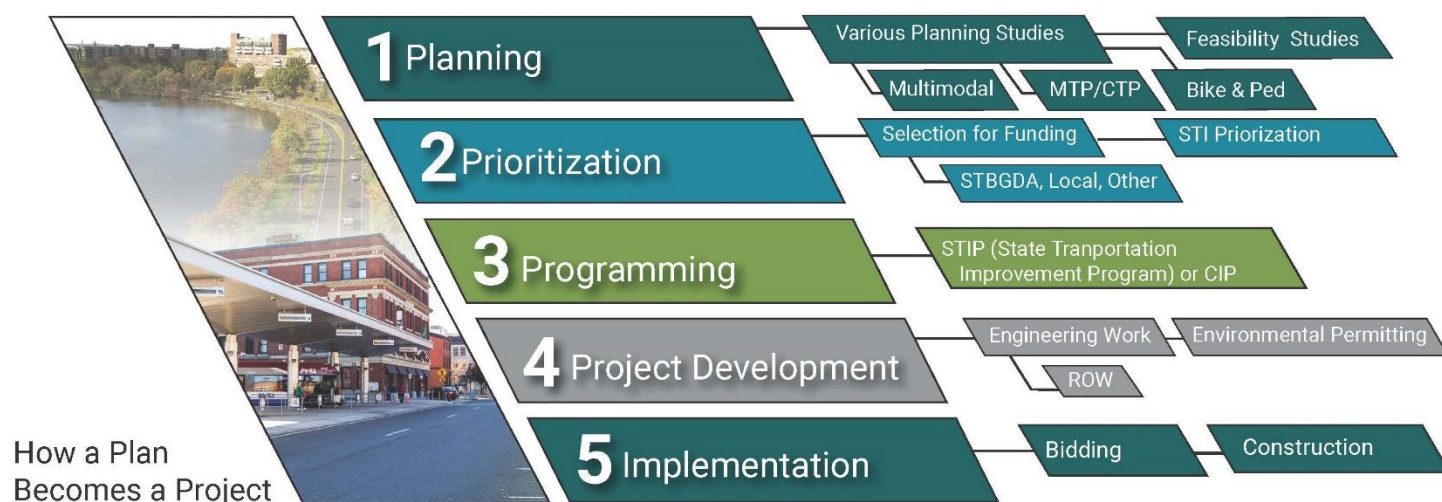 1 Planning
Various Planning Studies
Feasibility Studies
Multimodal
MTP/CTP
Bike & Ped
2 Prioritization
Selection for Funding
STI Priorization
STBGDA, Local, Other
3 Programming
STIP (State Tranportation
Improvement Program) or CIP
4 Project Development
Engineering Work
Environmental Permitting
ROW
5 Implementation
Bidding
Construction
How a Plan
Becomes a Project